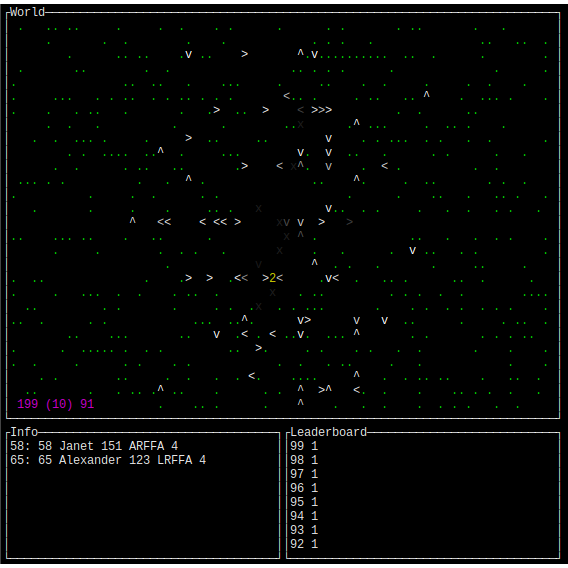 World
199 (10) 91
Info
58: 58 Janet 151 ARFFA 4
65: 65 Alexander 123 LRFFA 4
Leaderboard
99 1
98 1
97 1
96 1
95 1
94 1
93 1
92 1